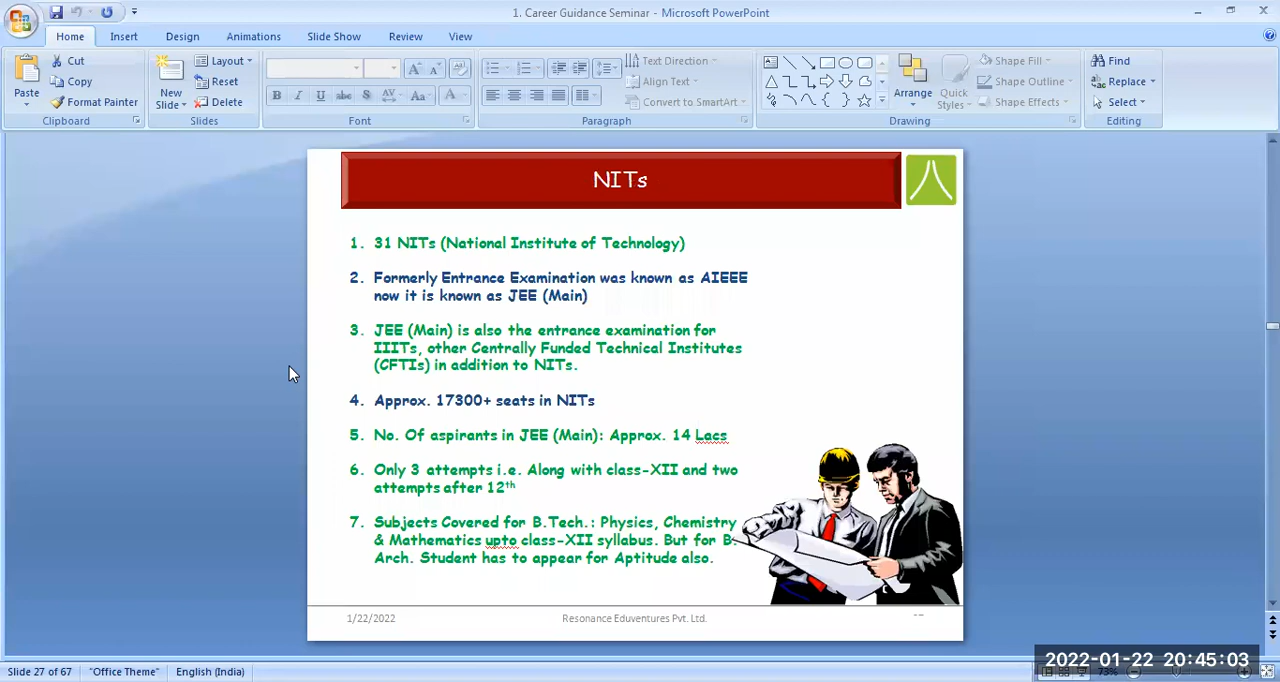 1. Career Guidance Seminar - Microsoft PowerPoint
Home Insert Design Animations Slide Show Review View
Paste
Cut
Copy
Format Painter
Clipboard
New Slide
Layout
Reset
Delete
Slides
B I U abc S AV Aa A
Font
Text Direction
Align Text
Convert to SmartArt
Paragraph
Arrange
Quick Styles
Shape Fill
Shape Outline
Shape Effects
Drawing
Find
Replace
Select
Editing
NITs
1. 31 NITs (National Institute of Technology)
2. Formerly Entrance Examination was known as AIEEE
now it is known as JEE (Main)
3. JEE (Main) is also the entrance examination for
IIITs, other Centrally Funded Technical Institutes
(CFTIs) in addition to NITs.
4. Approx. 17300+ seats in NITs
5. No. Of aspirants in JEE (Main): Approx. 14 Lacs
6. Only 3 attempts i.e. Along with class-XII and two
attempts after 12th
7. Subjects Covered for B.Tech.: Physics, Chemistry
& Mathematics upto class-XII syllabus. But for B.
Arch. Student has to appear for Aptitude also.
1/22/2022 Resonance Eduventures Pvt. Ltd.
Slide 27 of 67 "Office Theme" English (India)
2022-01-22 20:45:03
73%